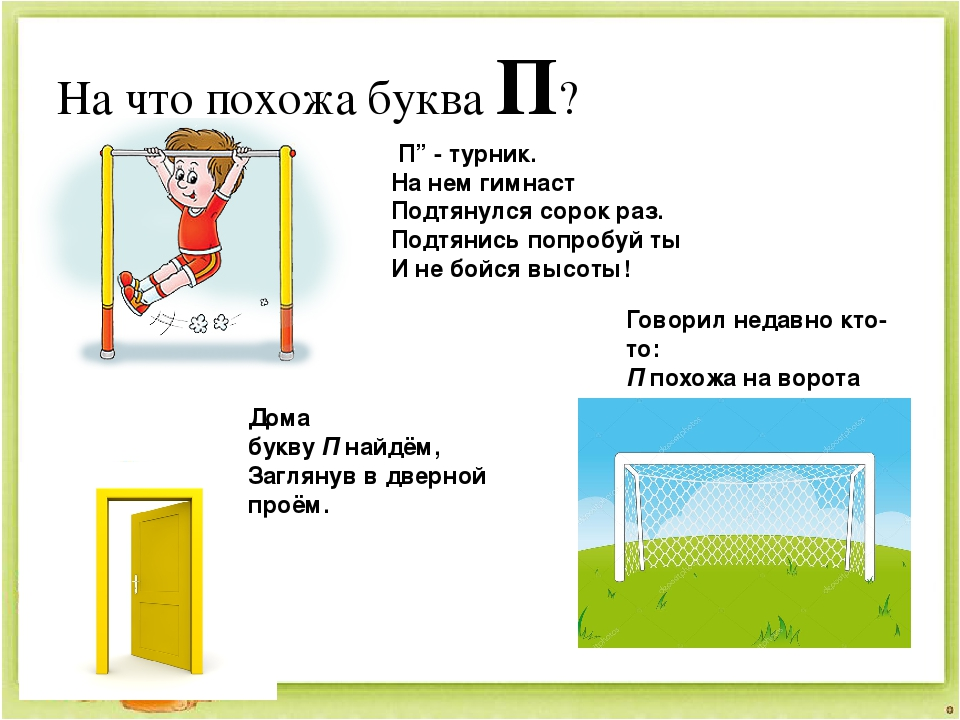 На что похожа буква П?
П” - турник.
На нем гимнаст
Подтянулся сорок раз.
Подтянись попробуй ты
И не бойся высоты!
Говорил недавно кто-
то:
П похожа на ворота
Дома
букву П найдём,
Заглянув в дверной
проём.